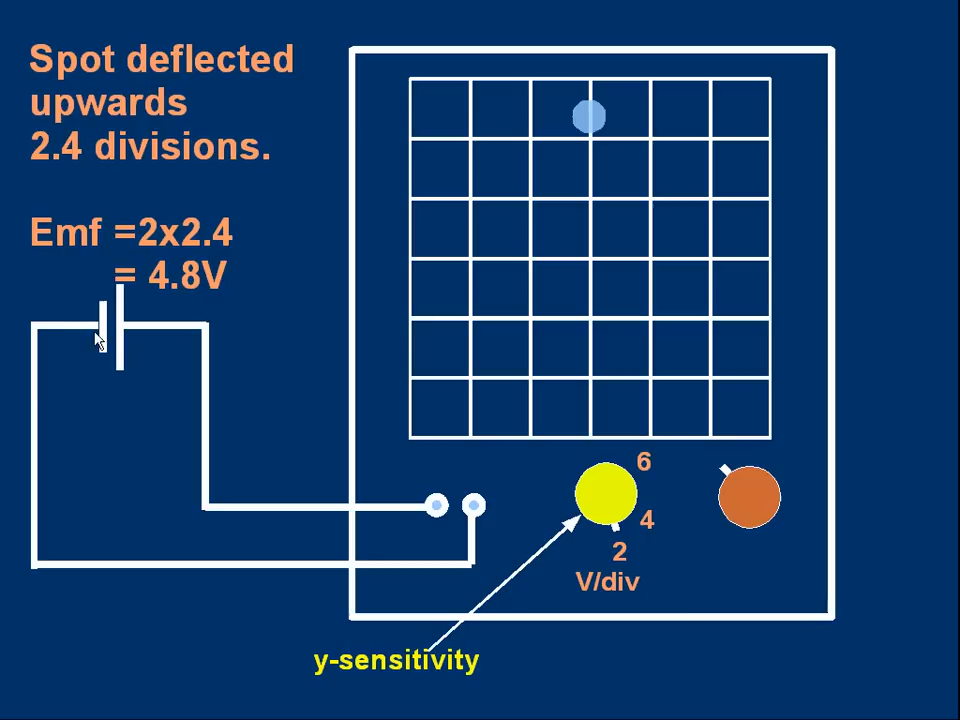 Spot deflected
upwards
2.4 divisions.
Emf =2x2.4
= 4.8V
6
4
2
V/div
y-sensitivity